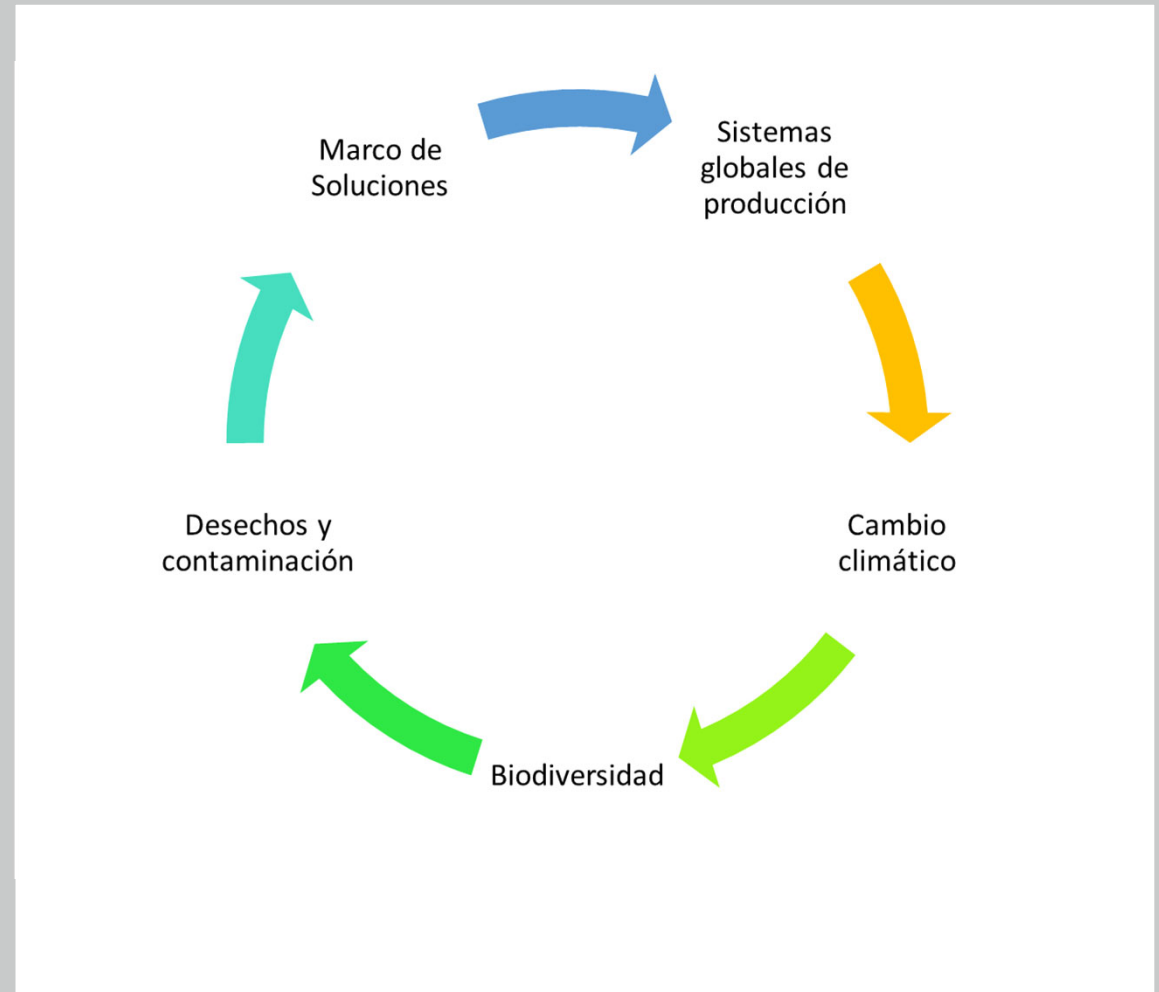 Marco de
Soluciones
Sistemas
globales de
producción
Cambio
climático
Biodiversidad
Desechos y
contaminación